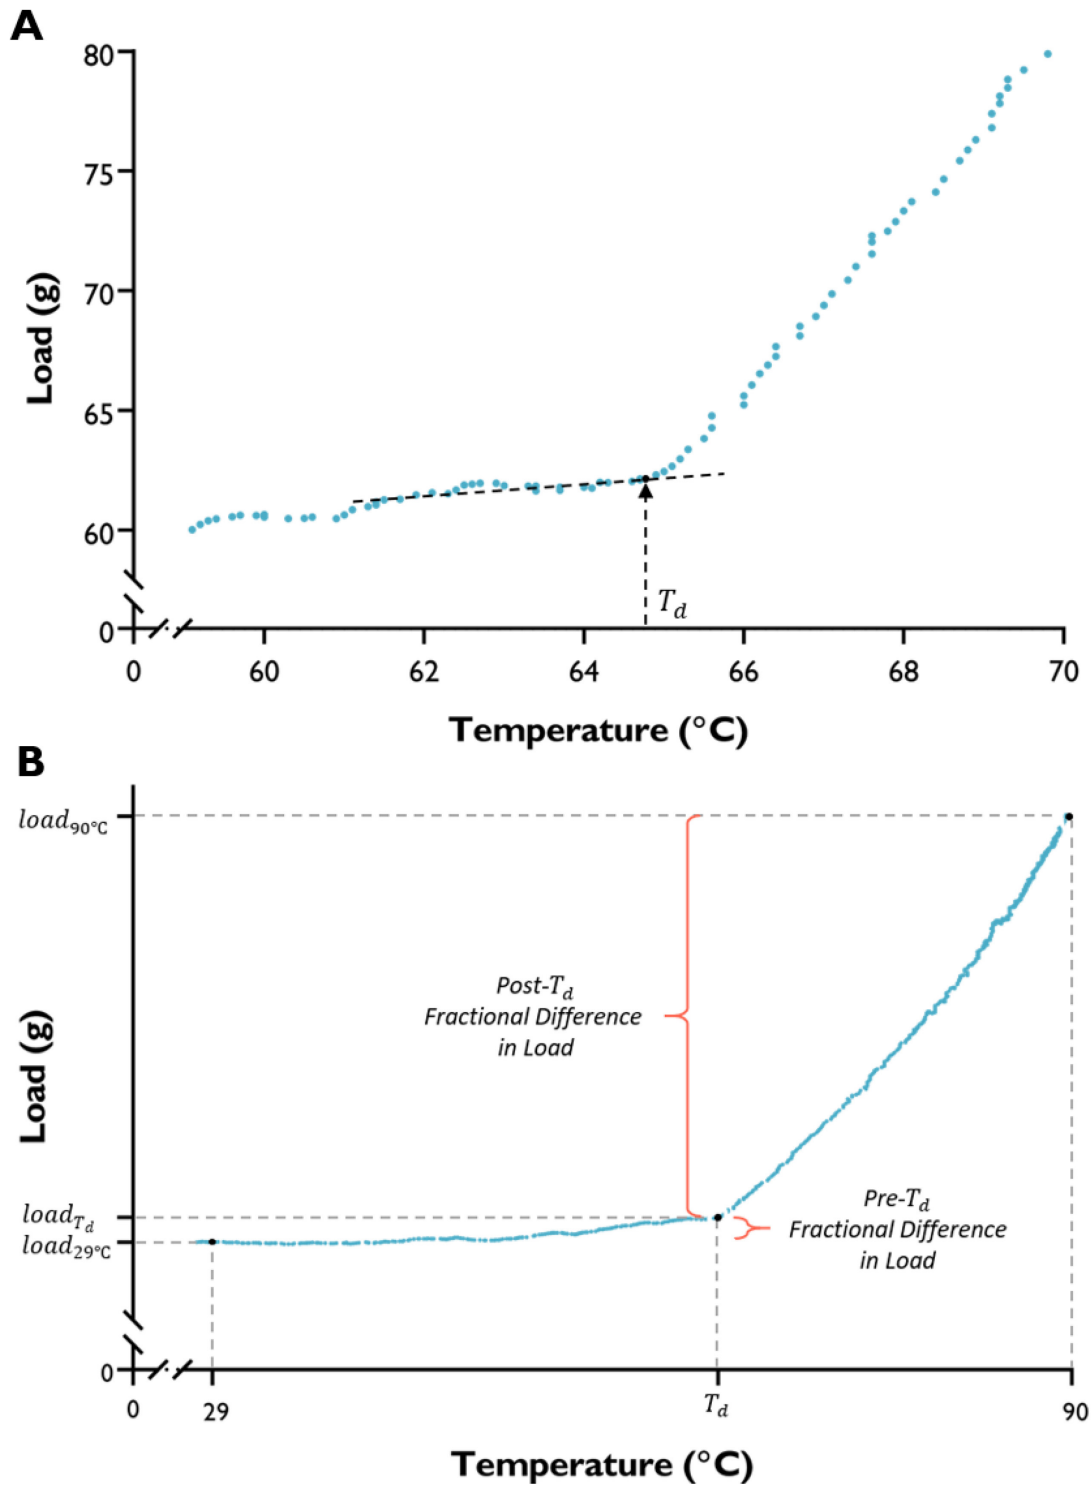 A
80
75
70
65
60
0
Load (g)
T_d
0 60 62 64 66 68 70
Temperature (°C)
B
load_90°C
Post-T_d
Fractional Difference
in Load
Load (g)
load_T_d
load_29°C
Pre-T_d
Fractional Difference
in Load
0
0 29 T_d 90
Temperature (°C)